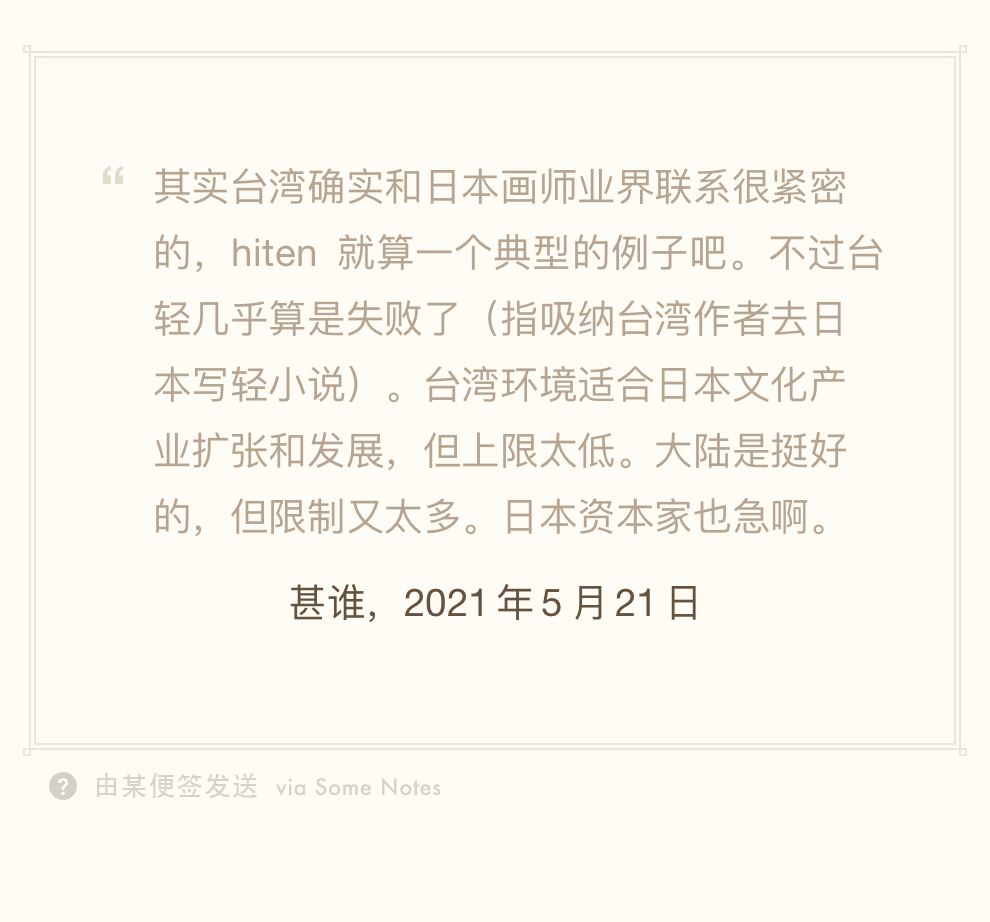 “ 其实台湾确实和日本画师业界联系很紧密
的，hiten 就算一个典型的例子吧。不过台
轻几乎算是失败了（指吸纳台湾作者去日
本写轻小说）。台湾环境适合日本文化产
业扩张和发展，但上限太低。大陆是挺好
的，但限制又太多。日本资本家也急啊。
甚谁，2021 年 5 月 21 日
? 由某便签发送 via Some Notes